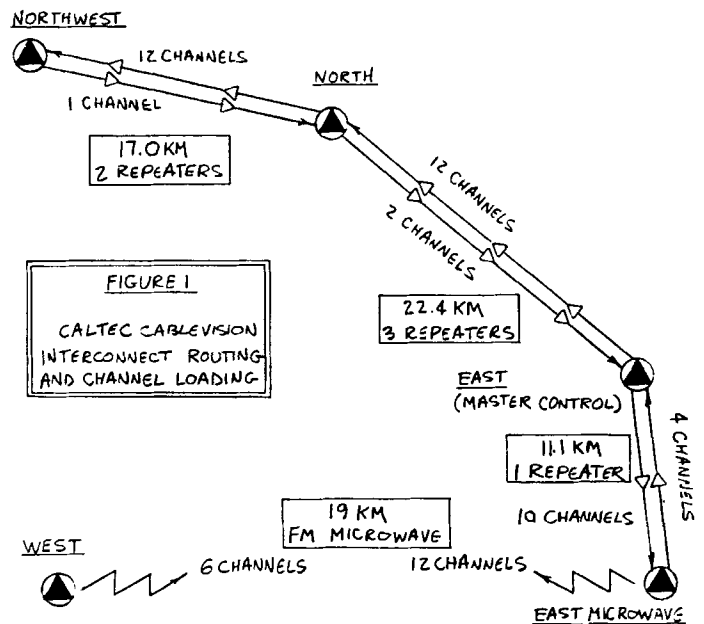 NORTHWEST
12 CHANNELS
1 CHANNEL
NORTH
17.0 KM
2 REPEATERS
12 CHANNELS
2 CHANNELS
FIGURE 1
CALTEC CABLEVISION
INTERCONNECT ROUTING
AND CHANNEL LOADING
22.4 KM
3 REPEATERS
EAST
(MASTER CONTROL)
11.1 KM
1 REPEATER
4 CHANNELS
10 CHANNELS
19 KM
FM MICROWAVE
WEST
6 CHANNELS
12 CHANNELS
EAST MICROWAVE